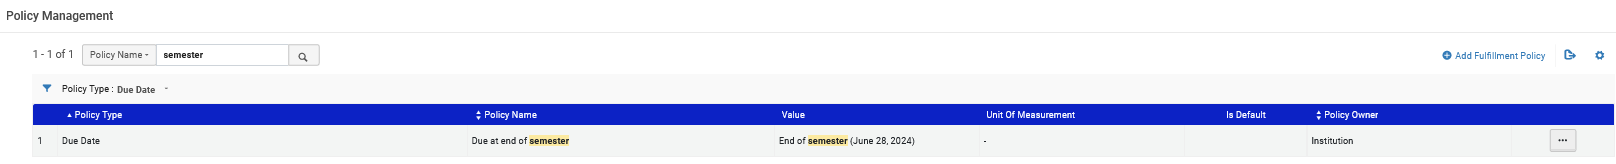 Policy Management
1 - 1 of 1 Policy Name semester Add Fulfillment Policy
Policy Type : Due Date
Policy Type Policy Name Value Unit Of Measurement Is Default Policy Owner
1 Due Date Due at end of semester End of semester (June 28, 2024) - Institution ...